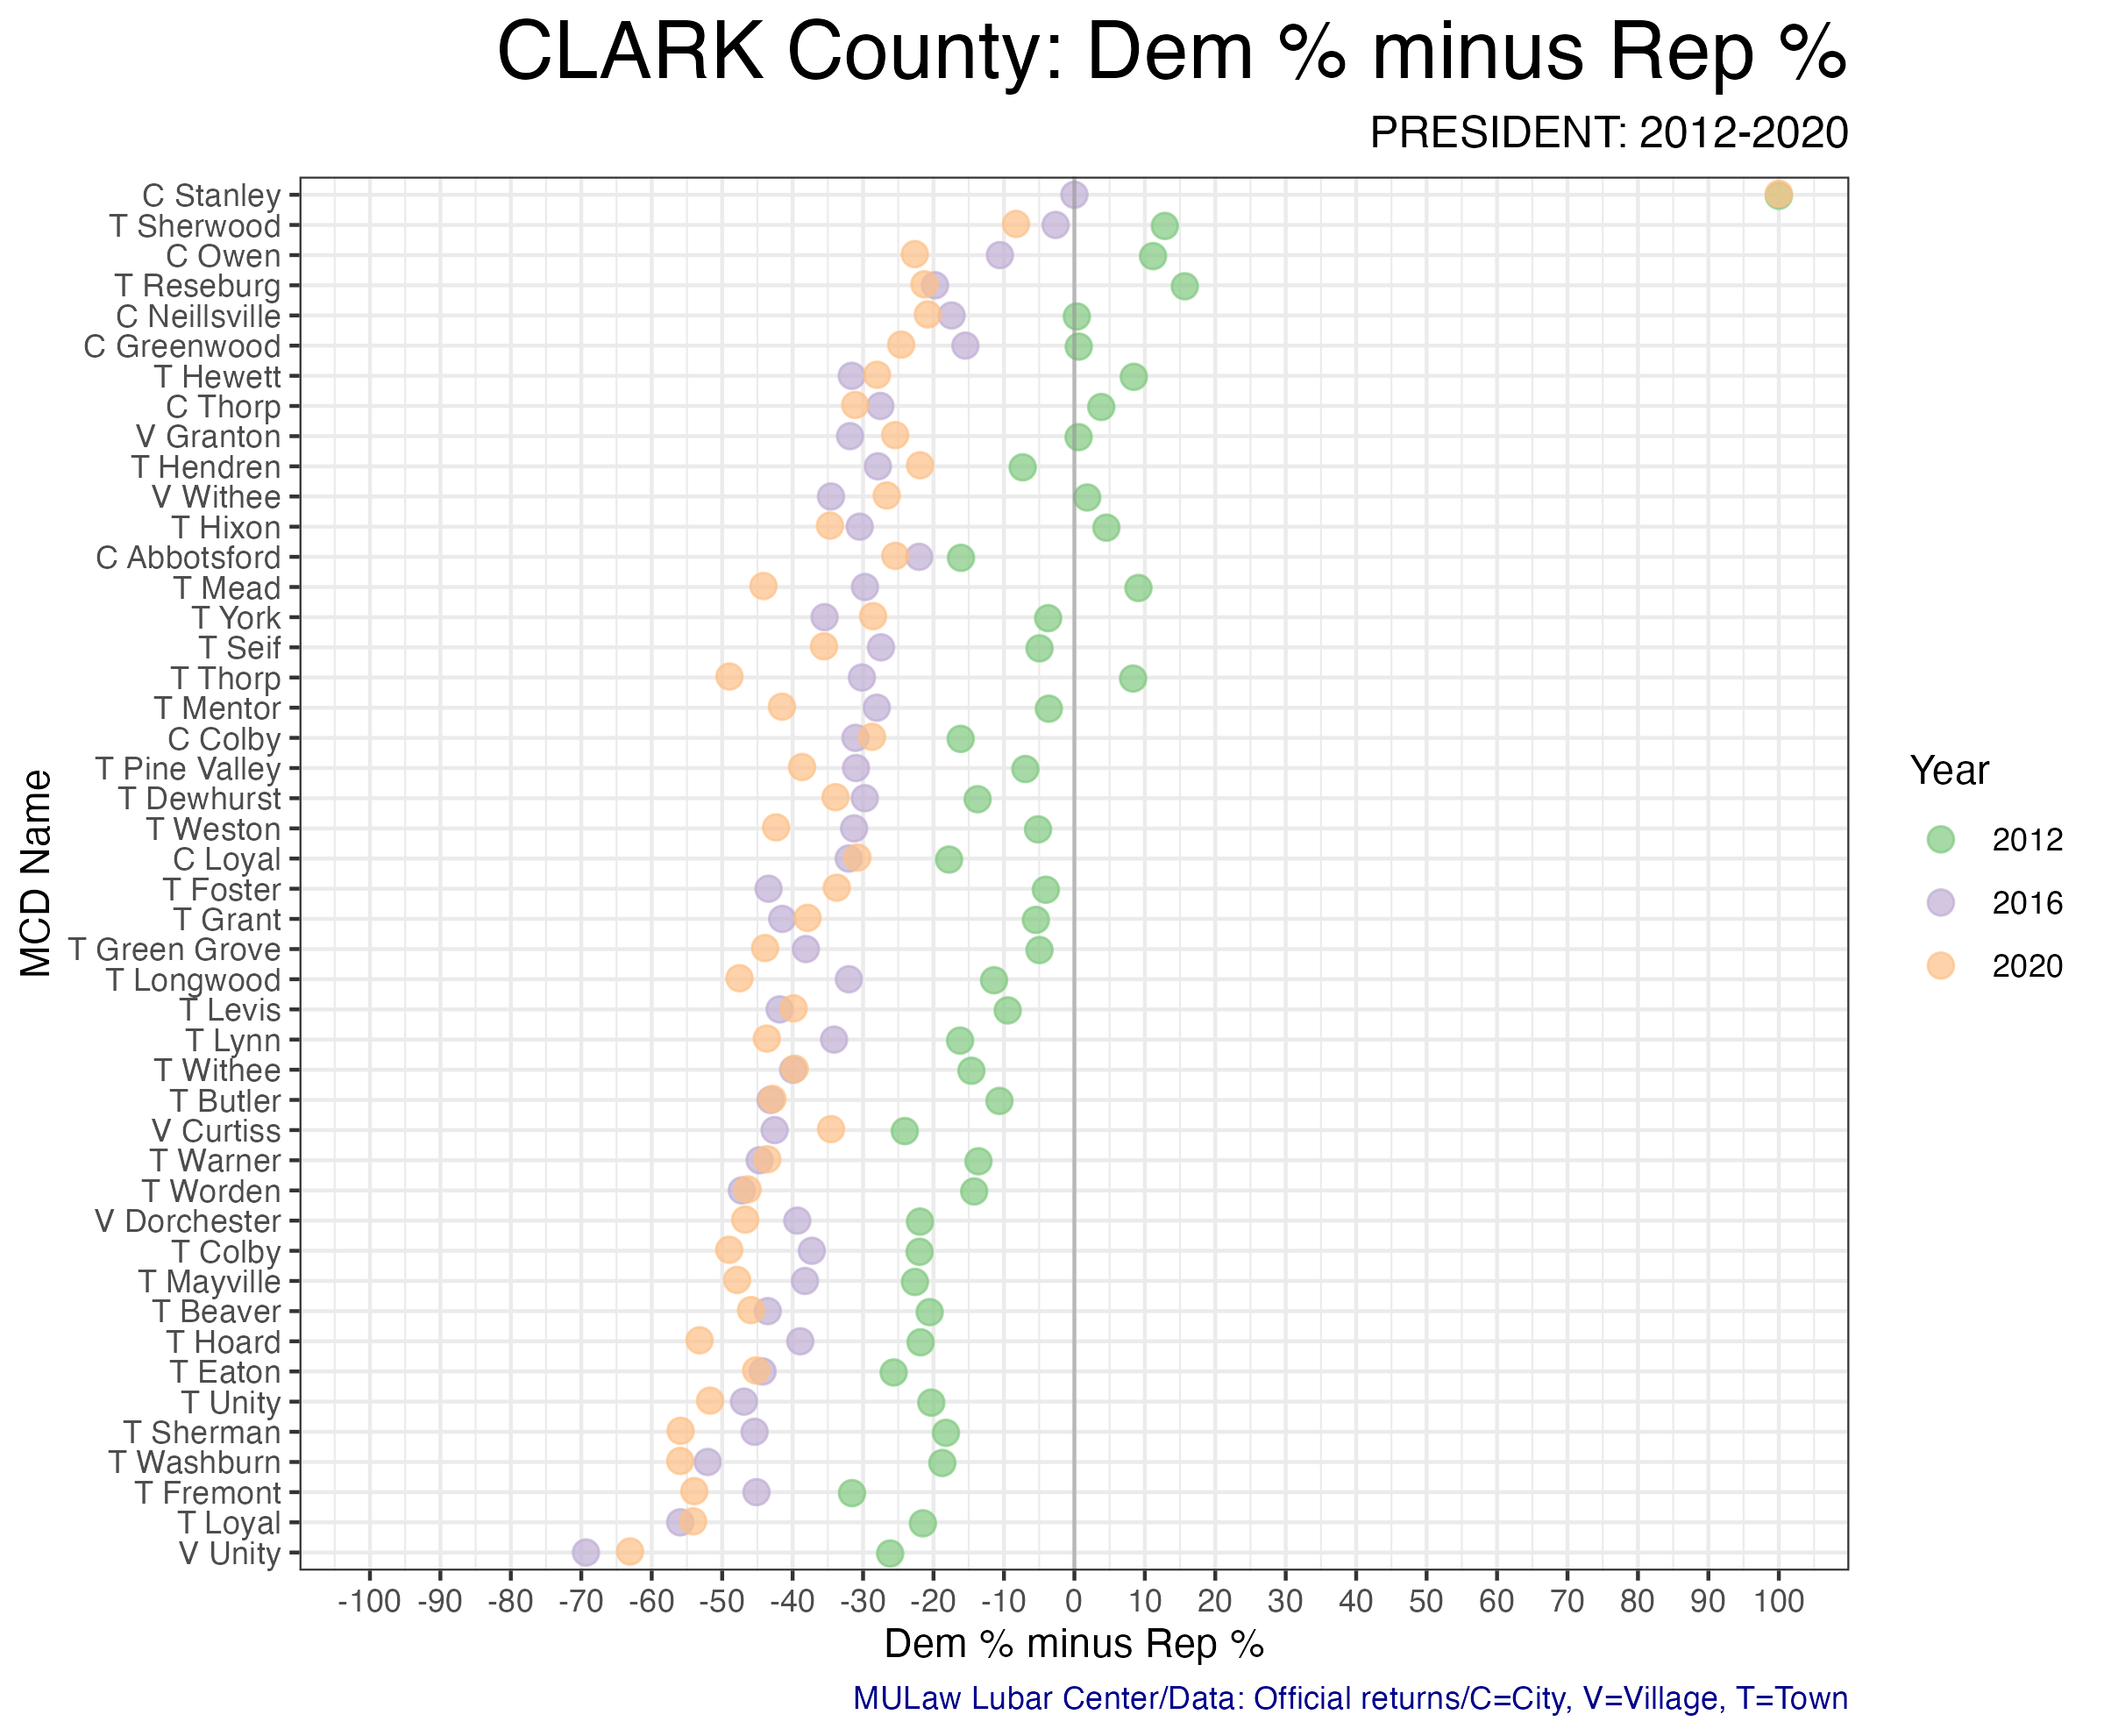 CLARK County: Dem % minus Rep %
PRESIDENT: 2012-2020
MCD Name
C Stanley
T Sherwood
C Owen
T Reseburg
C Neillsville
C Greenwood
T Hewett
C Thorp
V Granton
T Hendren
V Withee
T Hixon
C Abbotsford
T Mead
T York
T Seif
T Thorp
T Mentor
C Colby
T Pine Valley
T Dewhurst
T Weston
C Loyal
T Foster
T Grant
T Green Grove
T Longwood
T Levis
T Lynn
T Withee
T Butler
V Curtiss
T Warner
T Worden
V Dorchester
T Colby
T Mayville
T Beaver
T Hoard
T Eaton
T Unity
T Sherman
T Washburn
T Fremont
T Loyal
V Unity
-100 -90 -80 -70 -60 -50 -40 -30 -20 -10 0 10 20 30 40 50 60 70 80 90 100
Dem % minus Rep %
Year
2012
2016
2020
MULaw Lubar Center/Data: Official returns/C=City, V=Village, T=Town